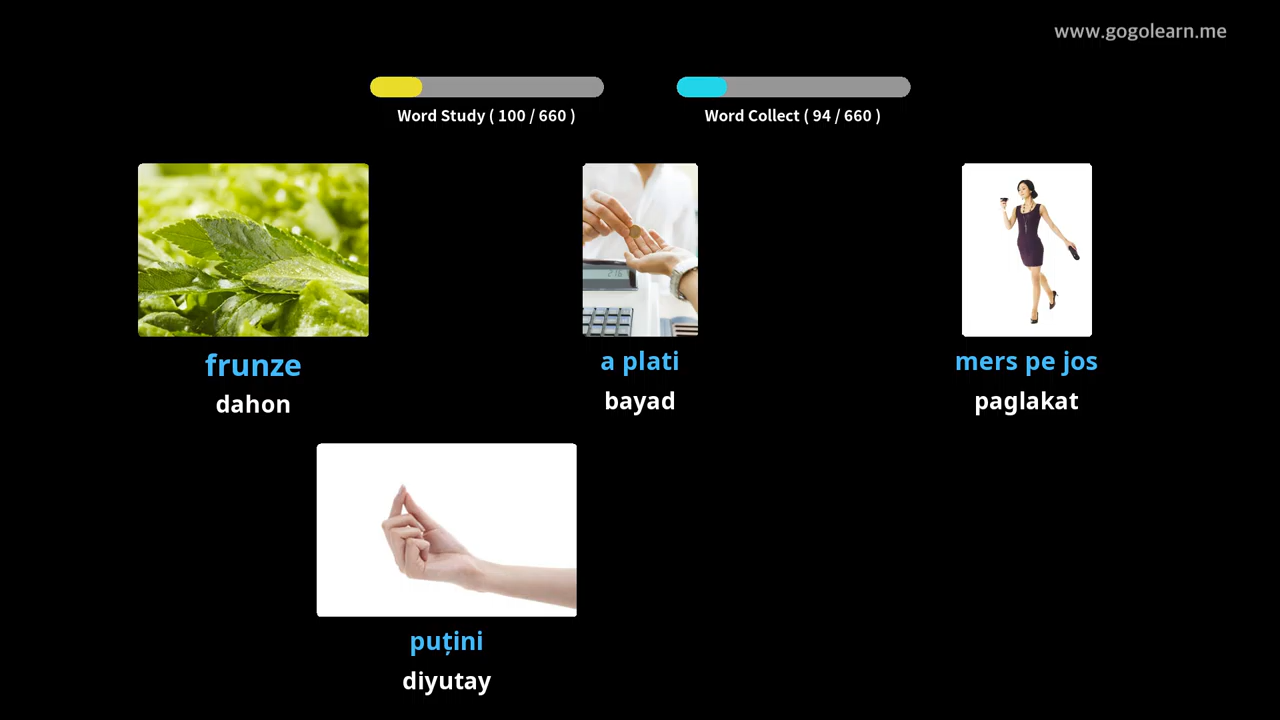 www.gogolearn.me
Word Study ( 100 / 660 )
Word Collect ( 94 / 660 )
frunze
dahon
a plati
bayad
mers pe jos
paglakat
puțini
diyutay